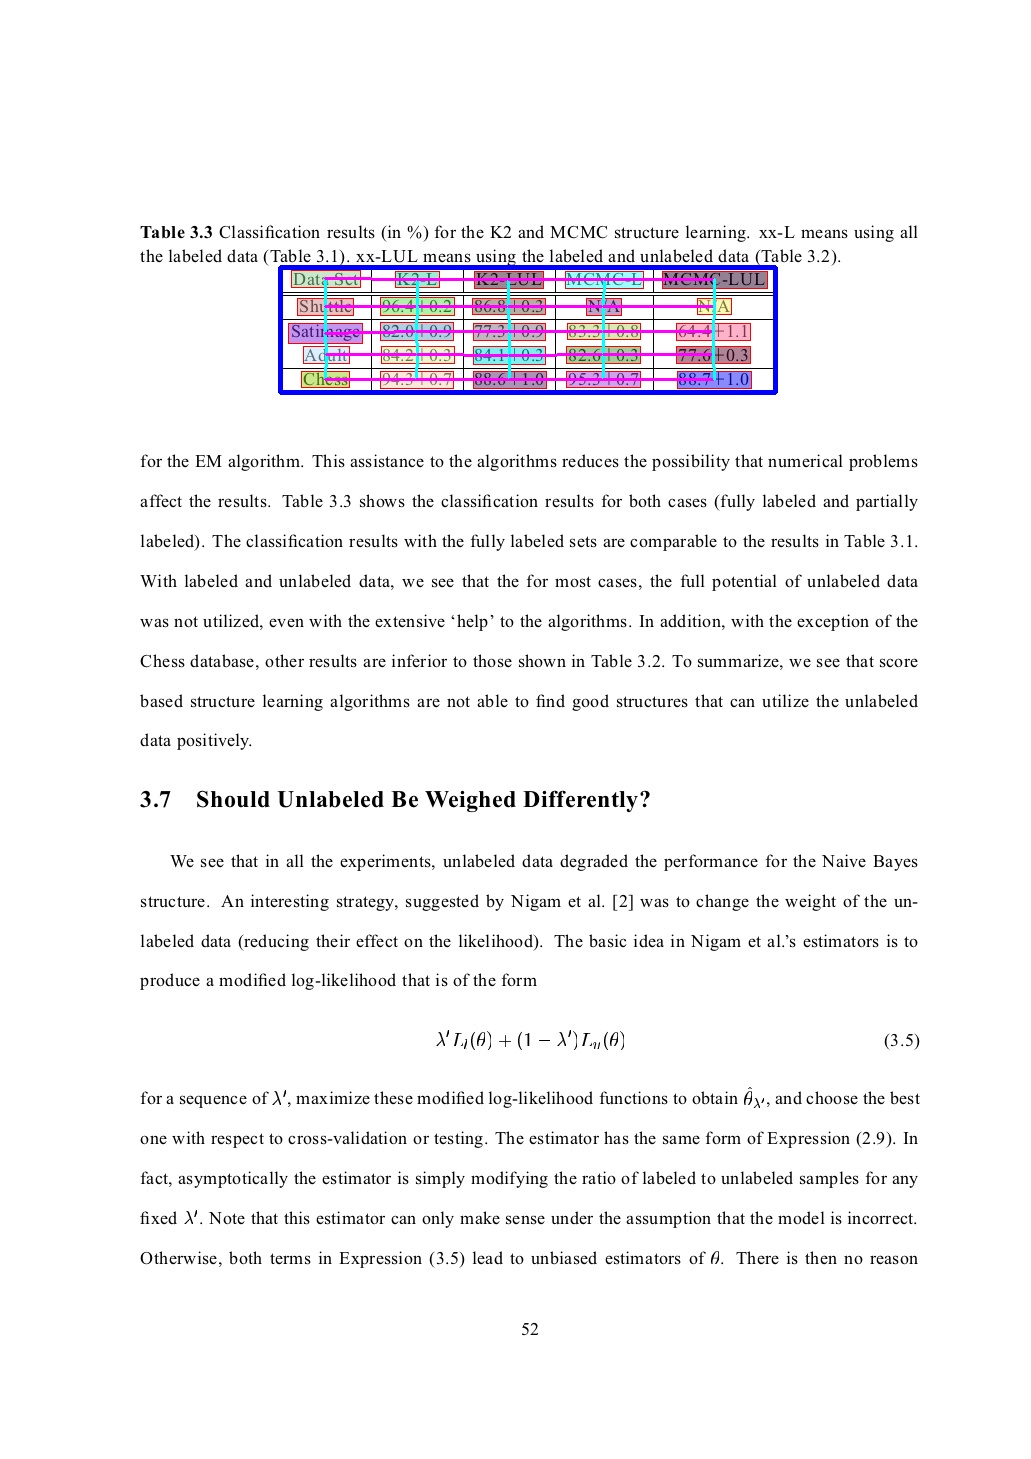 Table 3.3 Classification results (in %) for the K2 and MCMC structure learning. xx-L means using all
the labeled data (Table 3.1). xx-LUL means using the labeled and unlabeled data (Table 3.2).
Data Set K2-L K2-LUL MCMC-L MCMC-LUL
Shuttle 96.4+0.2 86.8+0.3 N/A N/A
Satimage 82.0+0.9 77.3+0.9 83.3+0.8 64.4+1.1
Adult 84.2+0.3 84.1+0.3 82.6+0.3 77.6+0.3
Chess 94.3+0.7 88.6+1.0 95.3+0.7 88.7+1.0
for the EM algorithm. This assistance to the algorithms reduces the possibility that numerical problems
affect the results. Table 3.3 shows the classification results for both cases (fully labeled and partially
labeled). The classification results with the fully labeled sets are comparable to the results in Table 3.1.
With labeled and unlabeled data, we see that the for most cases, the full potential of unlabeled data
was not utilized, even with the extensive ‘help’ to the algorithms. In addition, with the exception of the
Chess database, other results are inferior to those shown in Table 3.2. To summarize, we see that score
based structure learning algorithms are not able to find good structures that can utilize the unlabeled
data positively.
3.7 Should Unlabeled Be Weighed Differently?
We see that in all the experiments, unlabeled data degraded the performance for the Naive Bayes
structure. An interesting strategy, suggested by Nigam et al. [2] was to change the weight of the un-
labeled data (reducing their effect on the likelihood). The basic idea in Nigam et al.’s estimators is to
produce a modified log-likelihood that is of the form
λ′L_l(θ) + (1 − λ′)L_u(θ) (3.5)
for a sequence of λ′, maximize these modified log-likelihood functions to obtain θ̂_λ′, and choose the best
one with respect to cross-validation or testing. The estimator has the same form of Expression (2.9). In
fact, asymptotically the estimator is simply modifying the ratio of labeled to unlabeled samples for any
fixed λ′. Note that this estimator can only make sense under the assumption that the model is incorrect.
Otherwise, both terms in Expression (3.5) lead to unbiased estimators of θ. There is then no reason
52